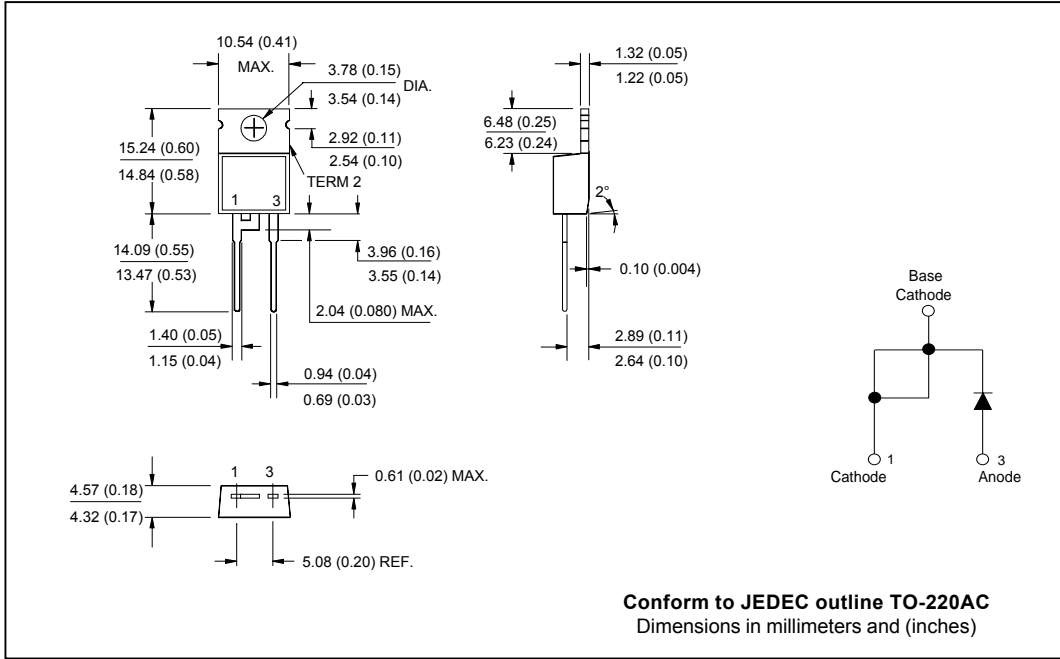 10.54 (0.41)
MAX.
3.78 (0.15)
3.54 (0.14)
DIA.
2.92 (0.11)
2.54 (0.10)
TERM 2
15.24 (0.60)
14.84 (0.58)
1 3
14.09 (0.55)
13.47 (0.53)
3.96 (0.16)
3.55 (0.14)
2.04 (0.080) MAX.
1.40 (0.05)
1.15 (0.04)
0.94 (0.04)
0.69 (0.03)
1.32 (0.05)
1.22 (0.05)
6.48 (0.25)
6.23 (0.24)
2°
0.10 (0.004)
2.89 (0.11)
2.64 (0.10)
Base
Cathode
1
Cathode
3
Anode
1 3
0.61 (0.02) MAX.
4.57 (0.18)
4.32 (0.17)
5.08 (0.20) REF.
Conform to JEDEC outline TO-220AC
Dimensions in millimeters and (inches)